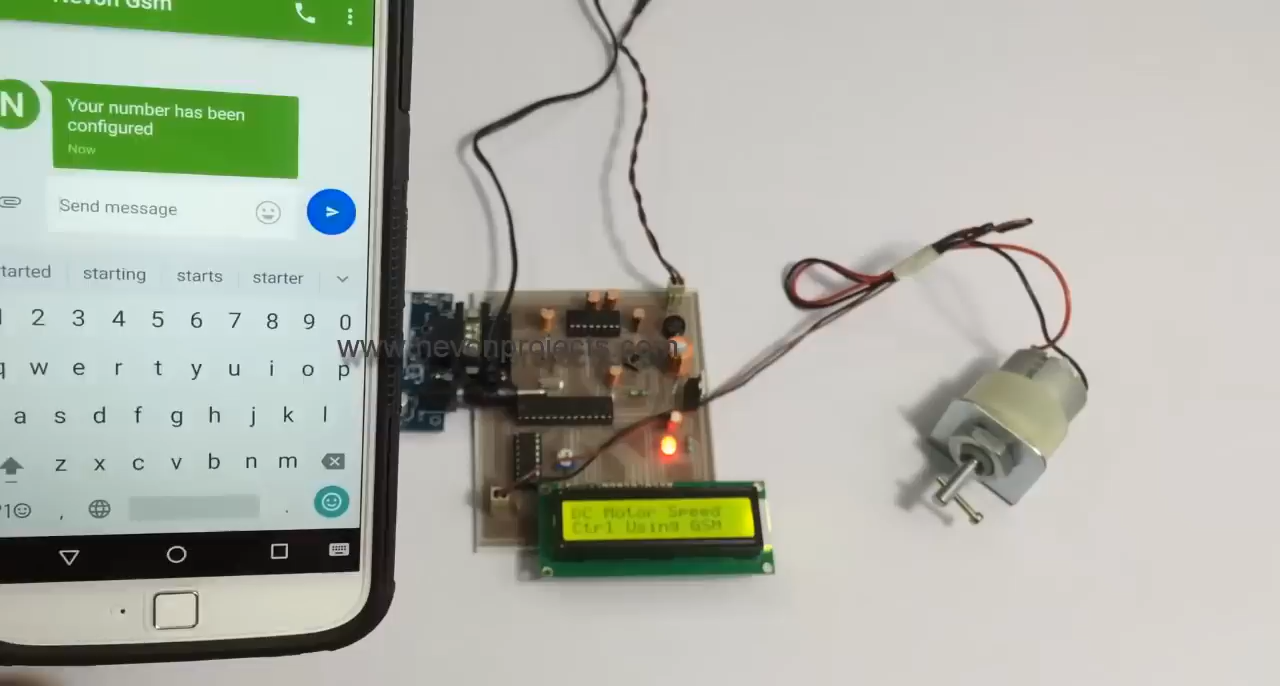 Nevon Gsm
N
Your number has been
configured
Now
Send message
tarted starting starts starter
2 3 4 5 6 7 8 9 0
q w e r t y u i o p
a s d f g h j k l
z x c v b n m
, .
www.nevonprojects.com
DC Motor Speed
Ctrl Using GSM